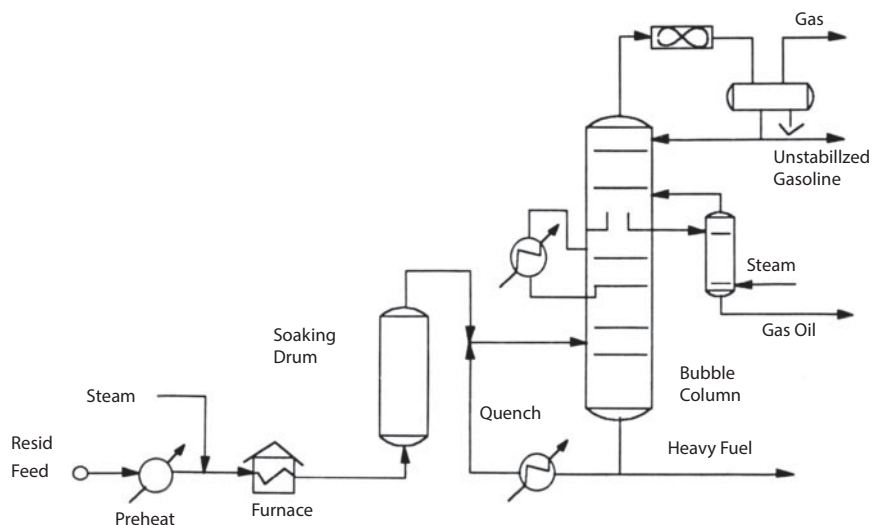 Gas
Unstabillzed
Gasoline
Steam
Gas Oil
Soaking
Drum
Bubble
Column
Steam
Quench
Resid
Feed
Heavy Fuel
Preheat
Furnace